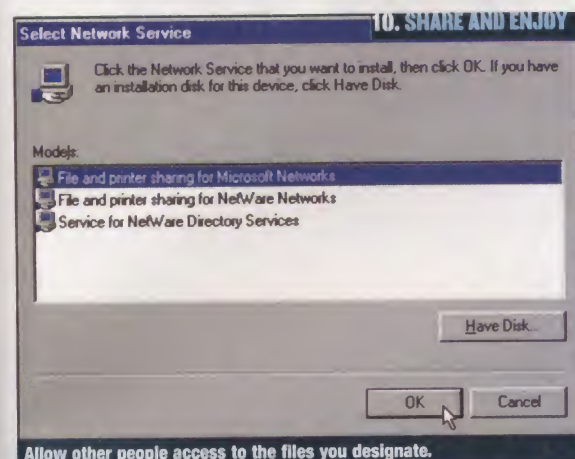 10. SHARE AND ENJOY
Select Network Service
Click the Network Service that you want to install, then click OK. If you have
an installation disk for this device, click Have Disk.
Models:
File and printer sharing for Microsoft Networks
File and printer sharing for NetWare Networks
Service for NetWare Directory Services
Have Disk...
OK
Cancel
Allow other people access to the files you designate.